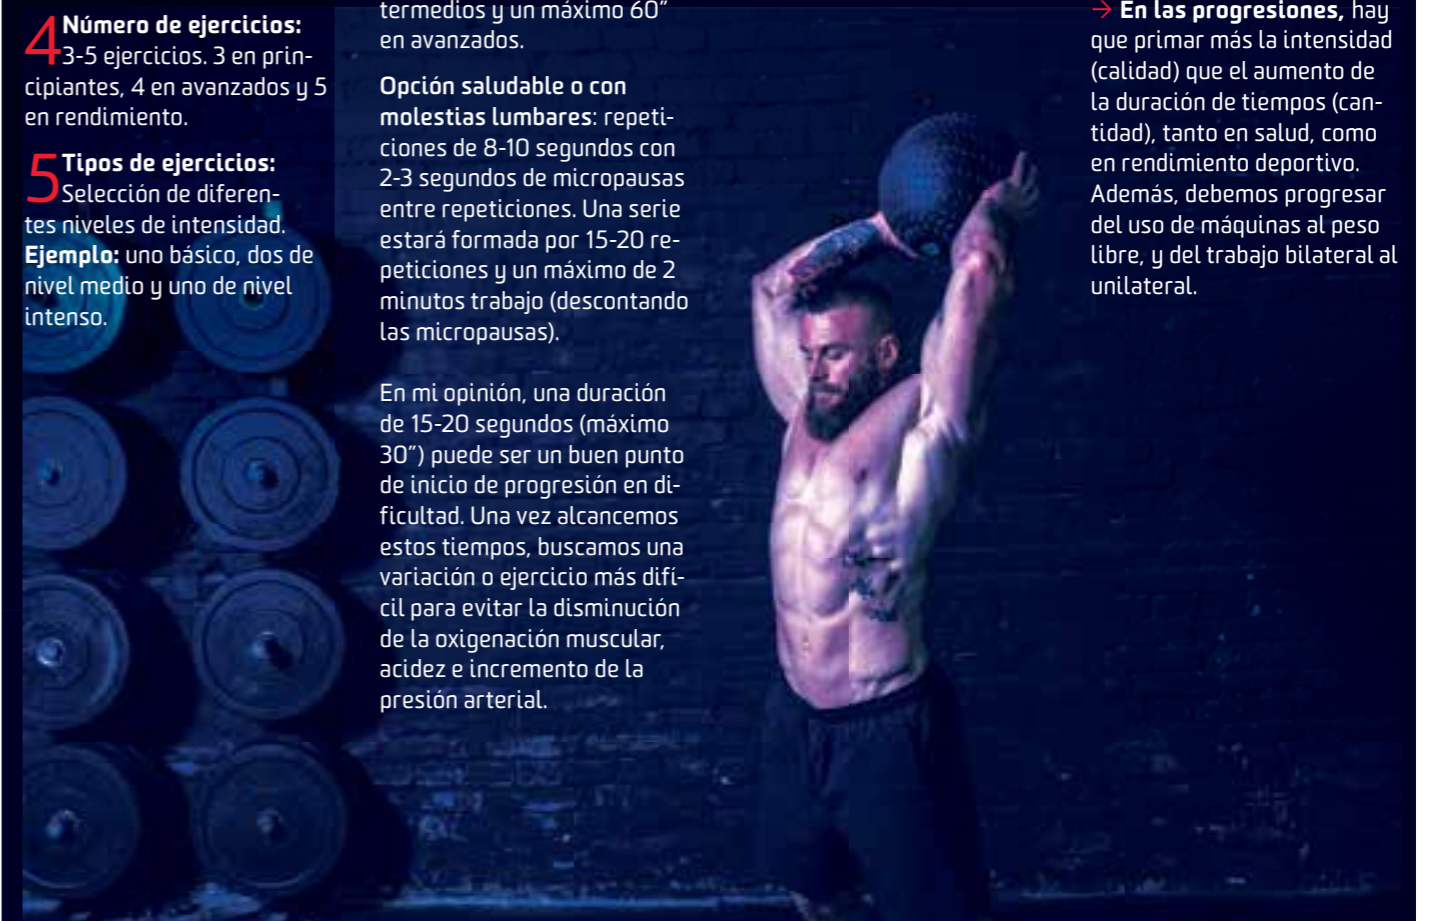 4 Número de ejercicios:
3-5 ejercicios. 3 en prin-
cipiantes, 4 en avanzados y 5
en rendimiento.
5 Tipos de ejercicios:
Selección de diferen-
tes niveles de intensidad.
Ejemplo: uno básico, dos de
nivel medio y uno de nivel
intenso.
termedios y un máximo 60”
en avanzados.
Opción saludable o con
molestias lumbares: repeti-
ciones de 8-10 segundos con
2-3 segundos de micropausas
entre repeticiones. Una serie
estará formada por 15-20 re-
peticiones y un máximo de 2
minutos trabajo (descontando
las micropausas).
En mi opinión, una duración
de 15-20 segundos (máximo
30”) puede ser un buen punto
de inicio de progresión en di-
ficultad. Una vez alcancemos
estos tiempos, buscamos una
variación o ejercicio más difí-
cil para evitar la disminución
de la oxigenación muscular,
acidez e incremento de la
presión arterial.
→ En las progresiones, hay
que primar más la intensidad
(calidad) que el aumento de
la duración de tiempos (can-
tidad), tanto en salud, como
en rendimiento deportivo.
Además, debemos progresar
del uso de máquinas al peso
libre, y del trabajo bilateral al
unilateral.